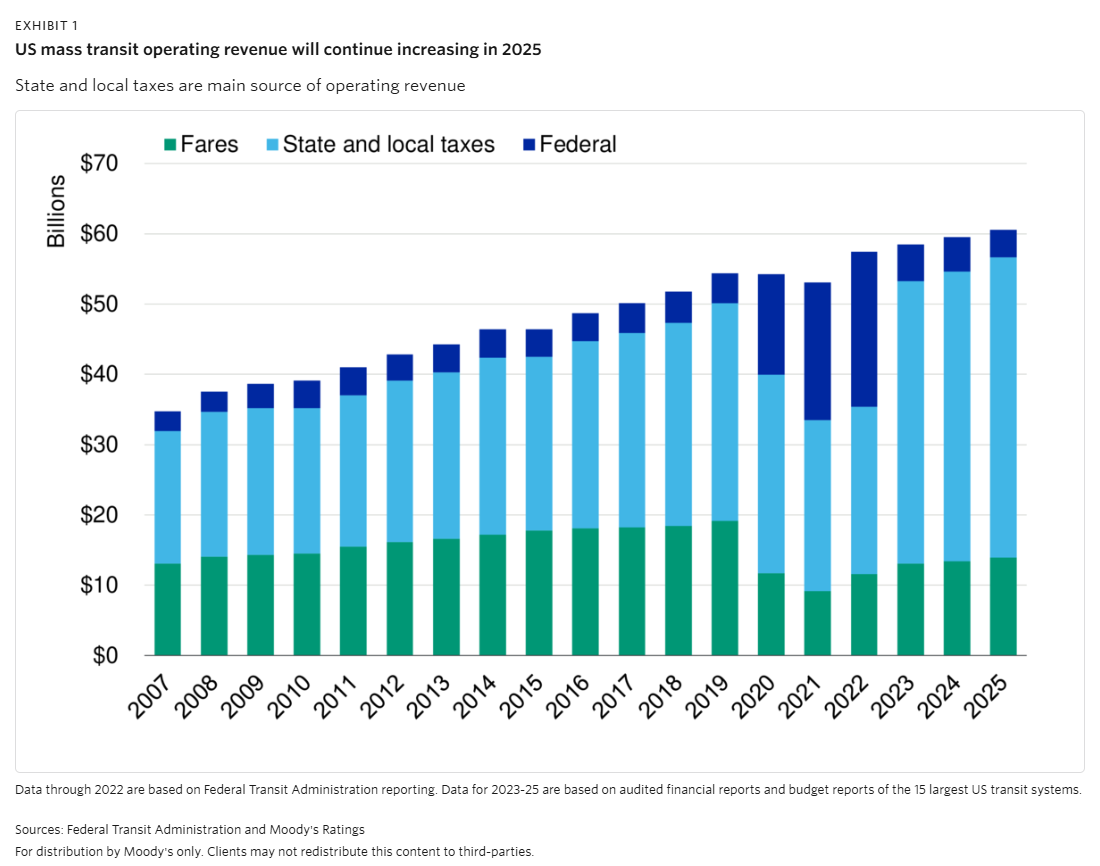 EXHIBIT 1
US mass transit operating revenue will continue increasing in 2025
State and local taxes are main source of operating revenue
Fares State and local taxes Federal
Billions
$70
$60
$50
$40
$30
$20
$10
$0
2007 2008 2009 2010 2011 2012 2013 2014 2015 2016 2017 2018 2019 2020 2021 2022 2023 2024 2025
Data through 2022 are based on Federal Transit Administration reporting. Data for 2023-25 are based on audited financial reports and budget reports of the 15 largest US transit systems.
Sources: Federal Transit Administration and Moody's Ratings
For distribution by Moody's only. Clients may not redistribute this content to third-parties.